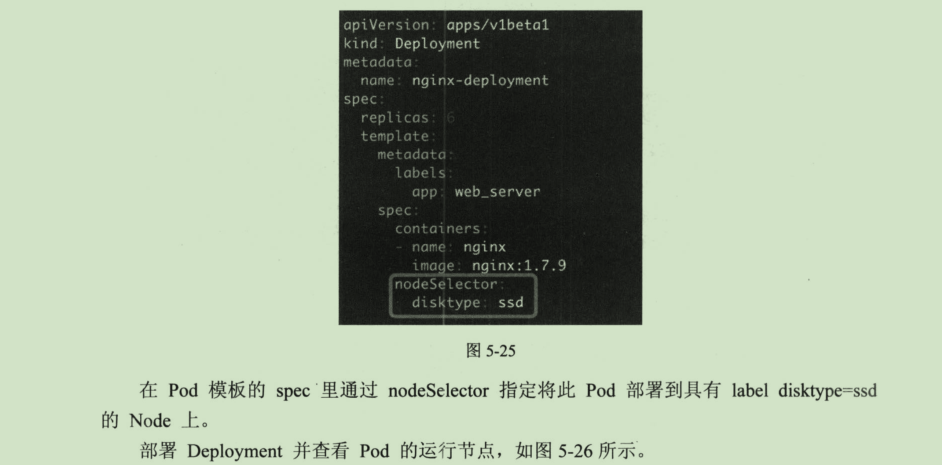 apiVersion: apps/v1beta1
kind: Deployment
metadata:
  name: nginx-deployment
spec:
  replicas: 6
  template:
    metadata:
      labels:
        app: web_server
    spec:
      containers:
      - name: nginx
        image: nginx:1.7.9
      nodeSelector:
        disktype: ssd
图 5-25
在 Pod 模板的 spec 里通过 nodeSelector 指定将此 Pod 部署到具有 label disktype=ssd
的 Node 上。
部署 Deployment 并查看 Pod 的运行节点，如图 5-26 所示。